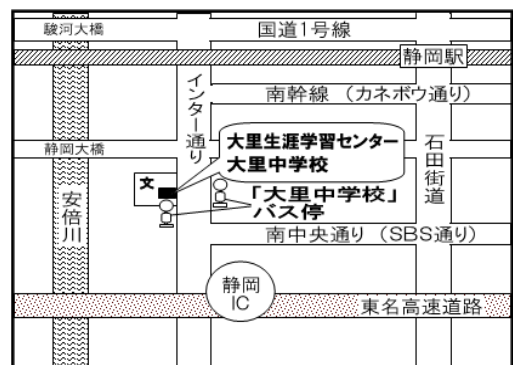 駿河大橋
国道1号線
静岡駅
インター通り
南幹線 (カネボウ通り)
大里生涯学習センター
大里中学校
静岡大橋
石田街道
文
「大里中学校」
バス停
安倍川
南中央通り (SBS通り)
静岡
IC
東名高速道路